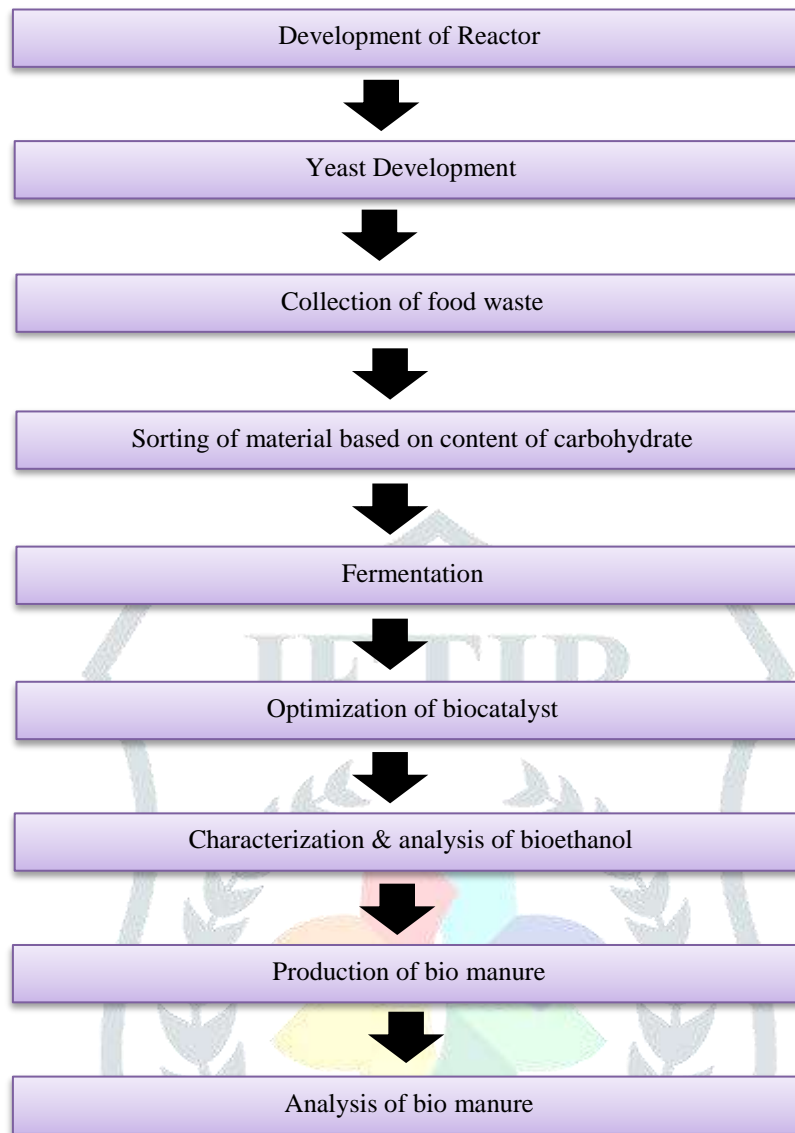 Development of Reactor
Yeast Development
Collection of food waste
Sorting of material based on content of carbohydrate
Fermentation
JETIR
Optimization of biocatalyst
Characterization & analysis of bioethanol
Production of bio manure
Analysis of bio manure